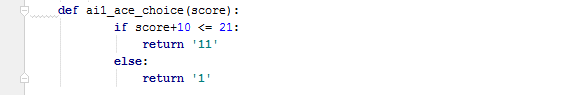 def ai1_ace_choice(score):
if score+10 <= 21:
return '11'
else:
return '1'